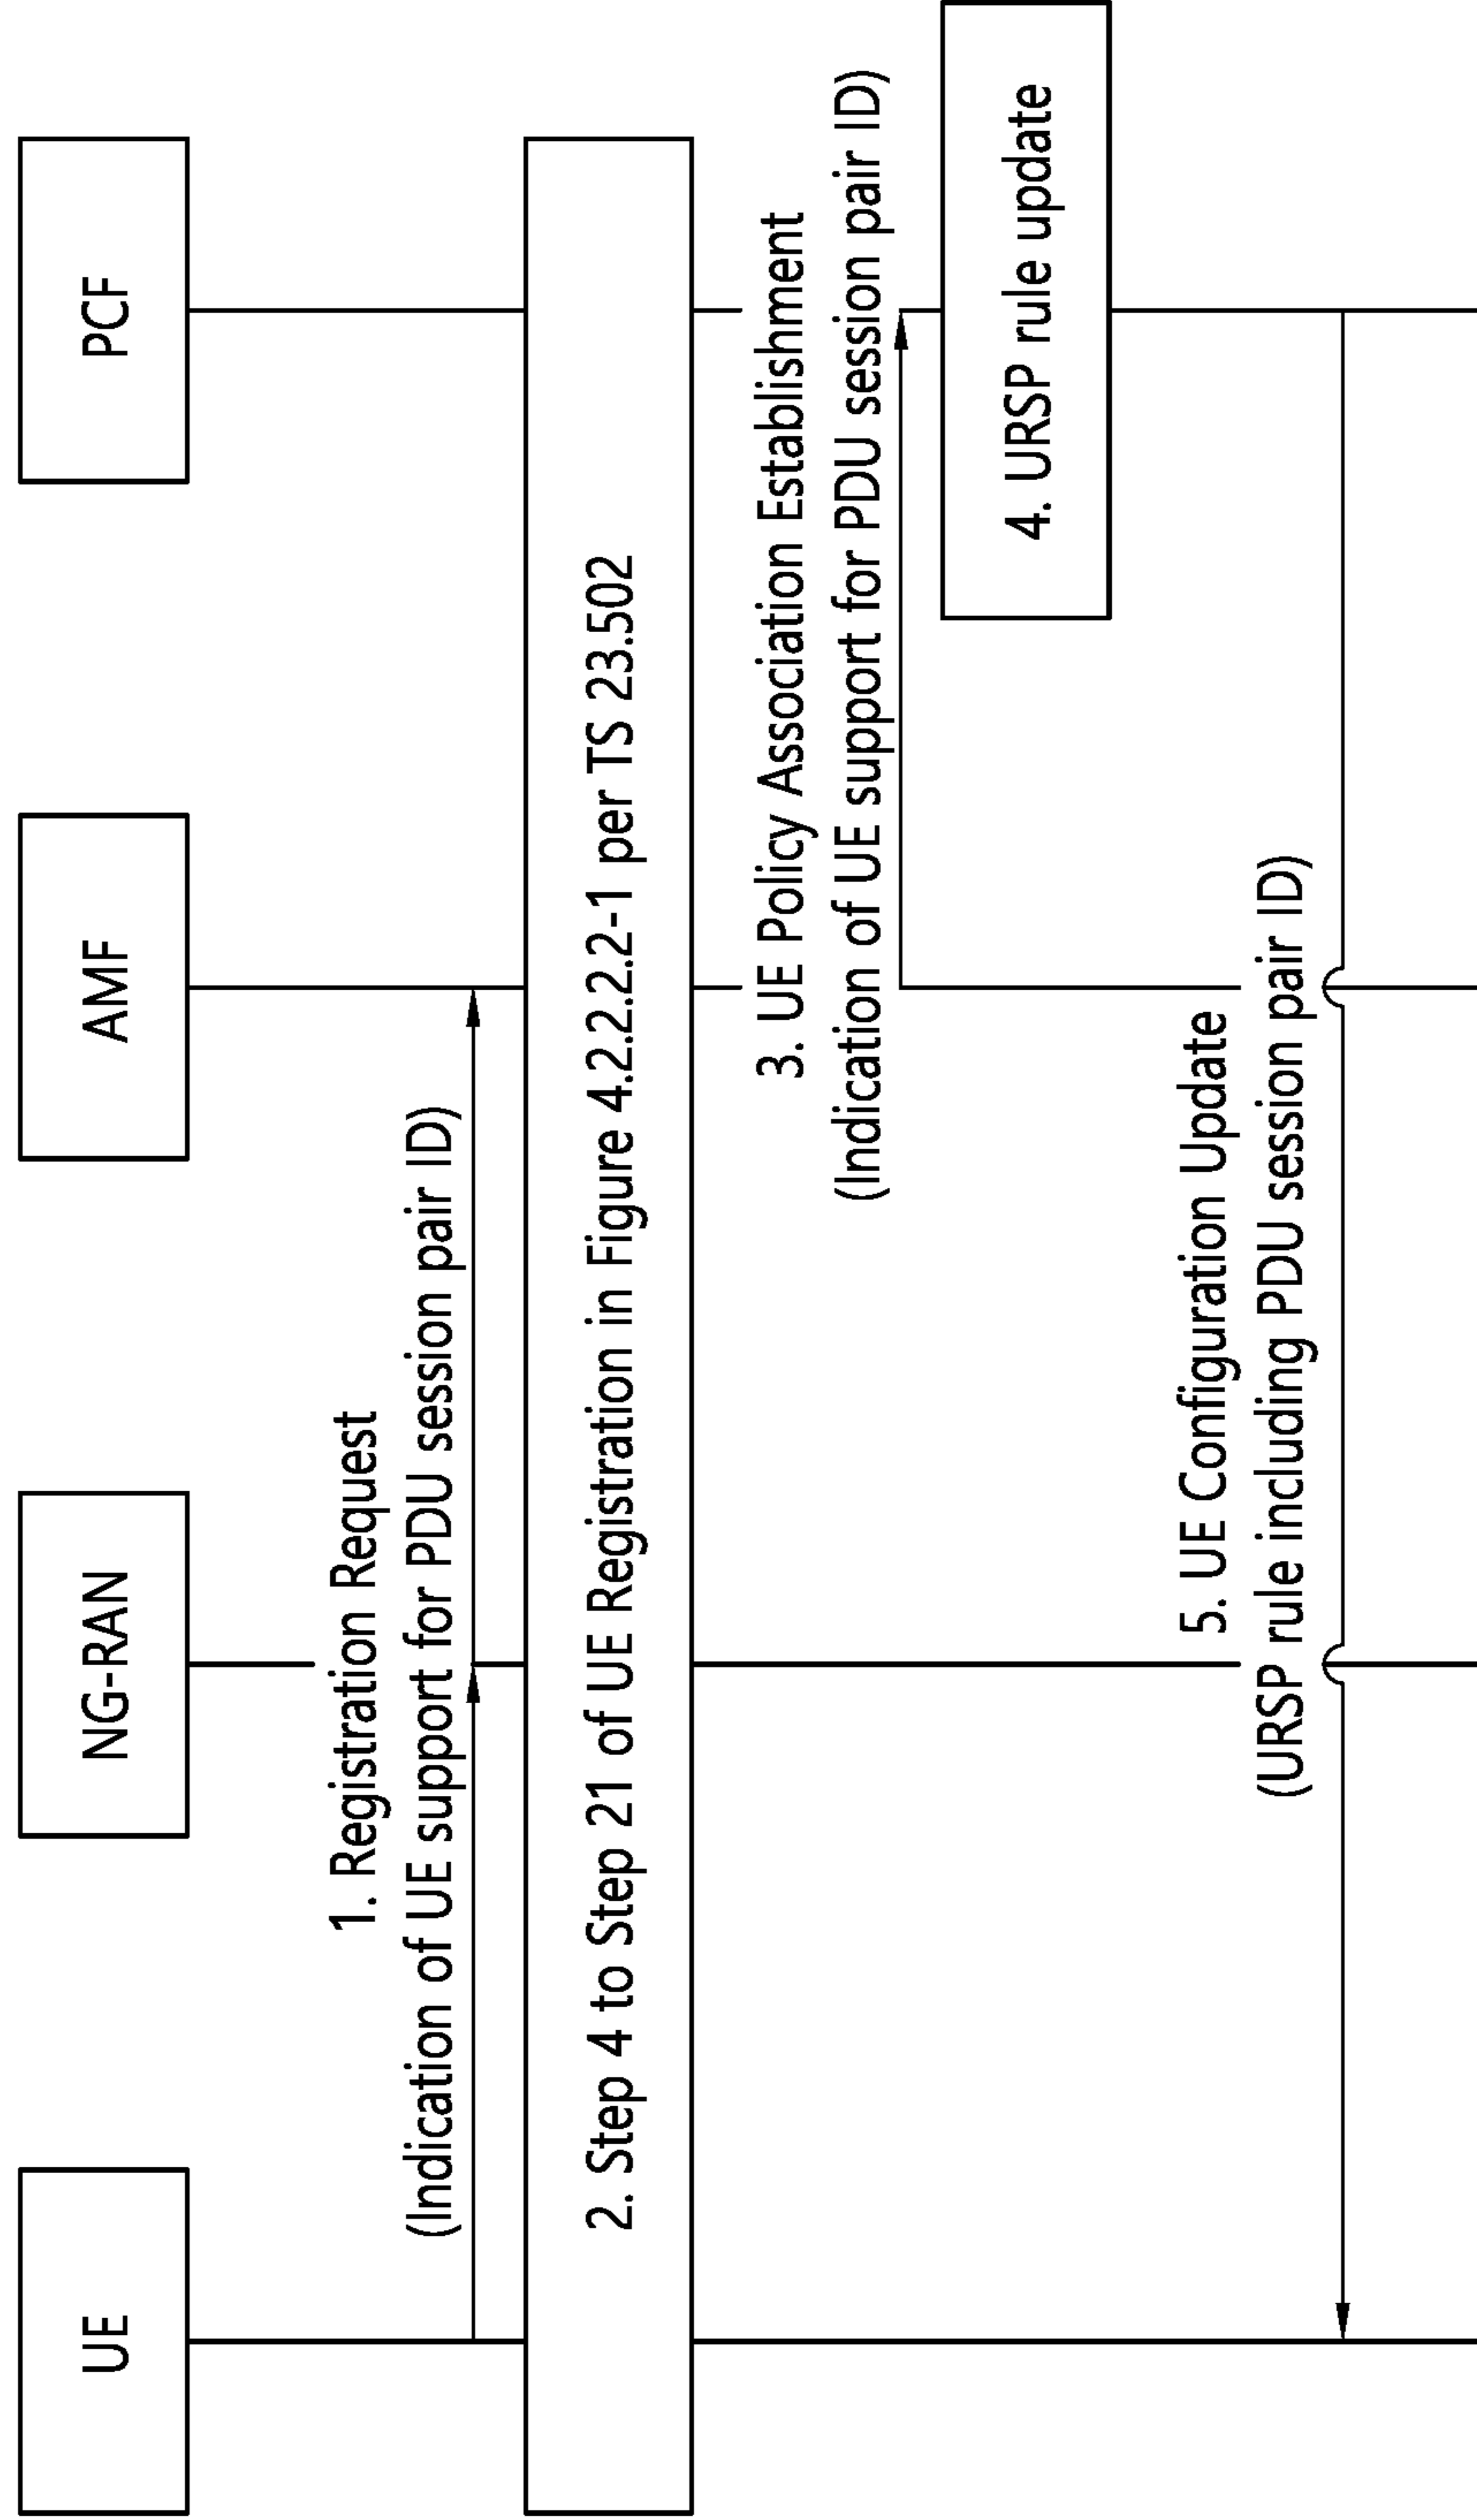 UE
NG-RAN
AMF
PCF
1. Registration Request
(Indication of UE support for PDU session pair ID)
2. Step 4 to Step 21 of UE Registration in Figure 4.2.2.2.2-1 per TS 23.502
3. UE Policy Association Establishment
(Indication of UE support for PDU session pair ID)
4. URSP rule update
5. UE Configuration Update
(URSP rule including PDU session pair ID)